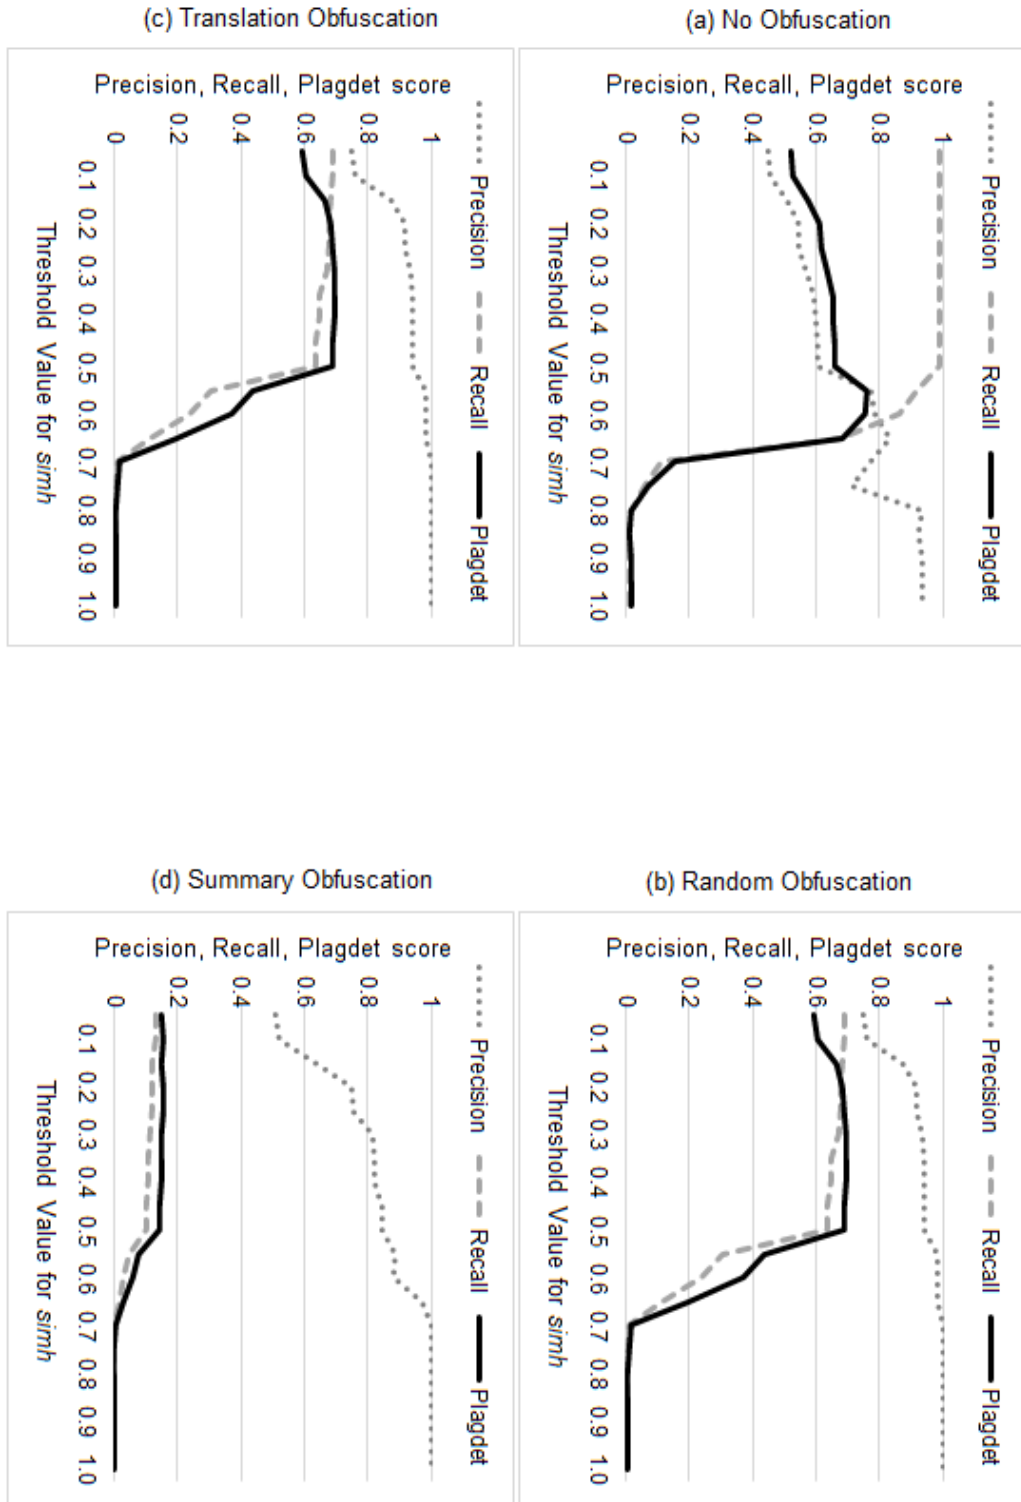 (a) No Obfuscation
Precision, Recall, Plagdet score
Precision Recall Plagdet
1
0.8
0.6
0.4
0.2
0
0.1 0.2 0.3 0.4 0.5 0.6 0.7 0.8 0.9 1.0
Threshold Value for simh
(b) Random Obfuscation
Precision, Recall, Plagdet score
Precision Recall Plagdet
1
0.8
0.6
0.4
0.2
0
0.1 0.2 0.3 0.4 0.5 0.6 0.7 0.8 0.9 1.0
Threshold Value for simh
(c) Translation Obfuscation
Precision, Recall, Plagdet score
Precision Recall Plagdet
1
0.8
0.6
0.4
0.2
0
0.1 0.2 0.3 0.4 0.5 0.6 0.7 0.8 0.9 1.0
Threshold Value for simh
(d) Summary Obfuscation
Precision, Recall, Plagdet score
Precision Recall Plagdet
1
0.8
0.6
0.4
0.2
0
0.1 0.2 0.3 0.4 0.5 0.6 0.7 0.8 0.9 1.0
Threshold Value for simh